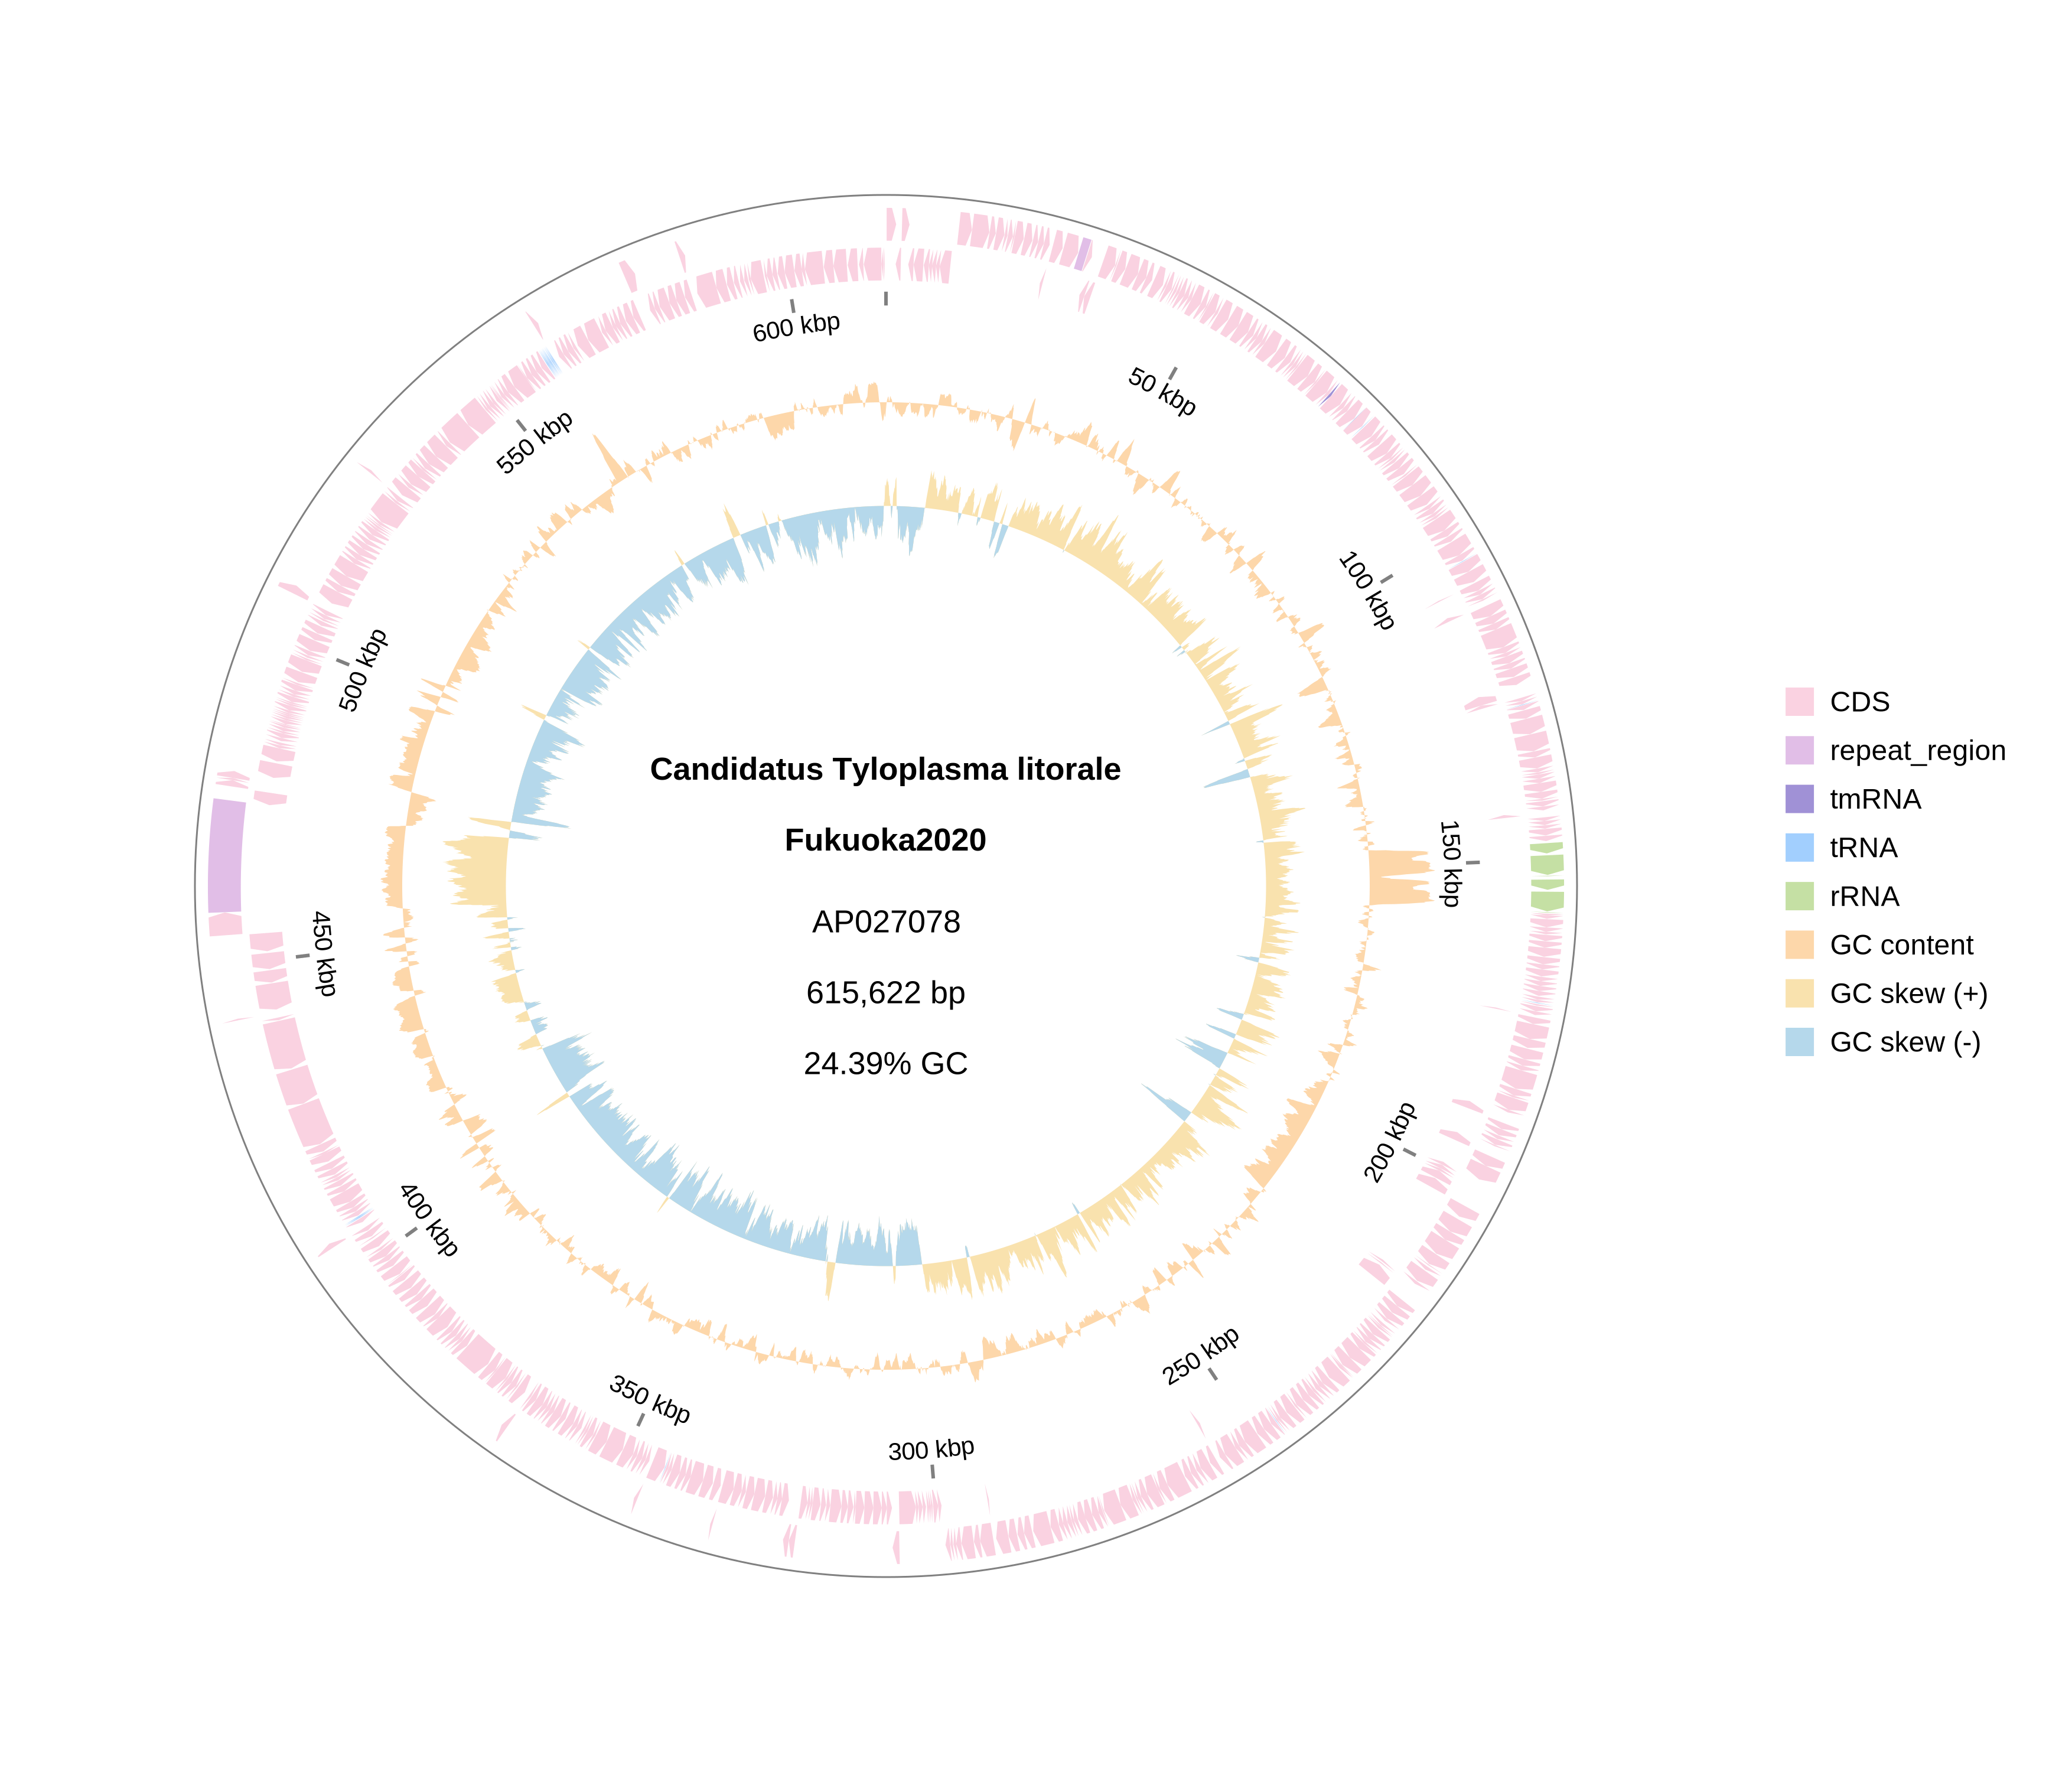 600 kbp
50 kbp
550 kbp
100 kbp
500 kbp
150 kbp
450 kbp
200 kbp
400 kbp
250 kbp
350 kbp
300 kbp
Candidatus Tyloplasma litorale
Fukuoka2020
AP027078
615,622 bp
24.39% GC
CDS
repeat_region
tmRNA
tRNA
rRNA
GC content
GC skew (+)
GC skew (-)